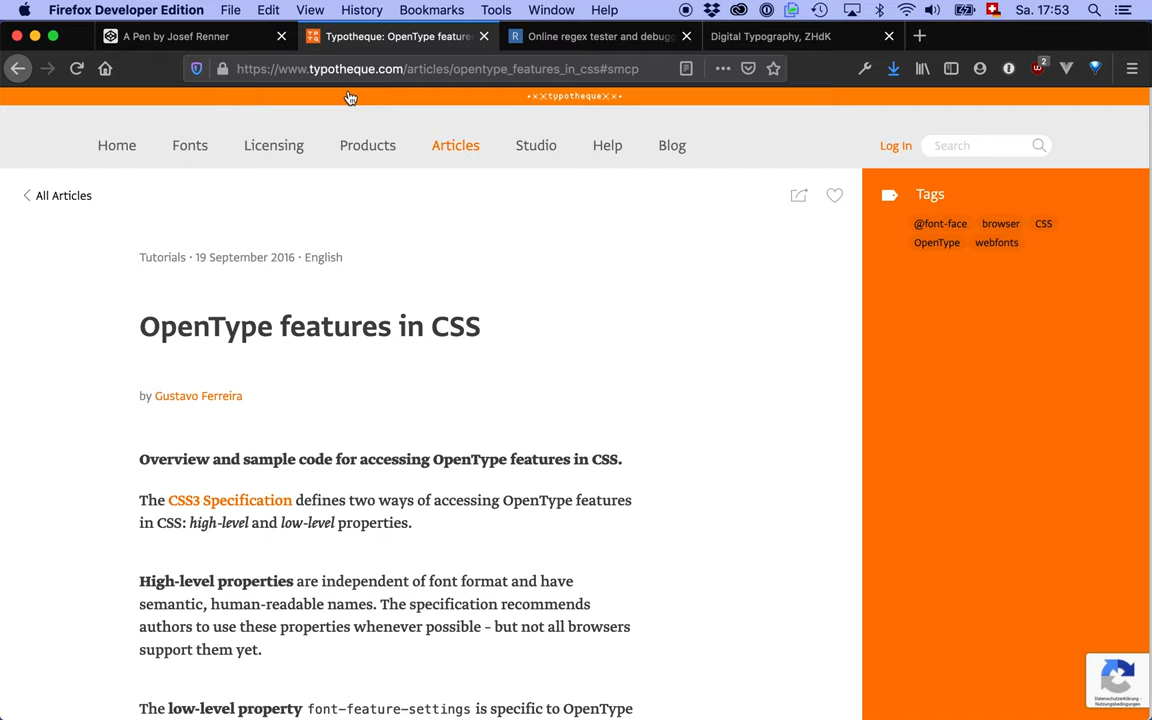 Firefox Developer Edition File Edit View History Bookmarks Tools Window Help Sa. 17:53
A Pen by Josef Renner Typotheque: OpenType feature Online regex tester and debugg Digital Typography, ZHdK
https://www.typotheque.com/articles/opentype_features_in_css#smcp 2
typotheque
Home Fonts Licensing Products Articles Studio Help Blog Log In Search
All Articles
Tags
@font-face browser CSS
OpenType webfonts
Tutorials · 19 September 2016 · English
OpenType features in CSS
by Gustavo Ferreira
Overview and sample code for accessing OpenType features in CSS.
The CSS3 Specification defines two ways of accessing OpenType features
in CSS: high-level and low-level properties.
High-level properties are independent of font format and have
semantic, human-readable names. The specification recommends
authors to use these properties whenever possible – but not all browsers
support them yet.
The low-level property font-feature-settings is specific to OpenType
Datenschutzerklärung -
Nutzungsbedingungen